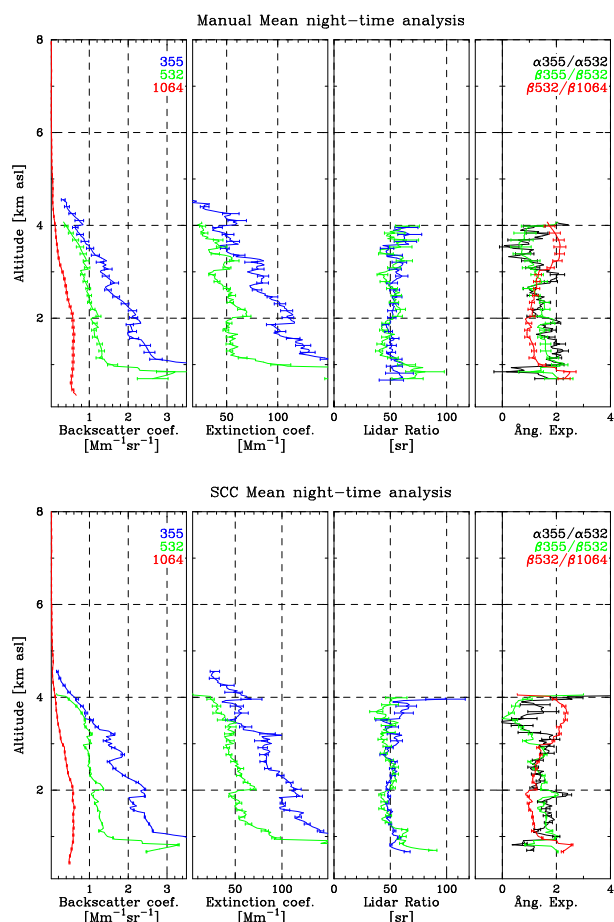 Manual Mean night−time analysis
8
6
4
2
Altitude [km asl]
355
532
1064
α355/α532
β355/β532
β532/β1064
1 2 3
50 100
0 50 100
0 2 4
Backscatter coef. Extinction coef. Lidar Ratio Ång. Exp.
[Mm⁻¹sr⁻¹] [Mm⁻¹] [sr]
SCC Mean night−time analysis
8
6
4
2
Altitude [km asl]
355
532
1064
α355/α532
β355/β532
β532/β1064
0 1 2 3
50 100
0 50 100
0 2 4
Backscatter coef. Extinction coef. Lidar Ratio Ång. Exp.
[Mm⁻¹sr⁻¹] [Mm⁻¹] [sr]